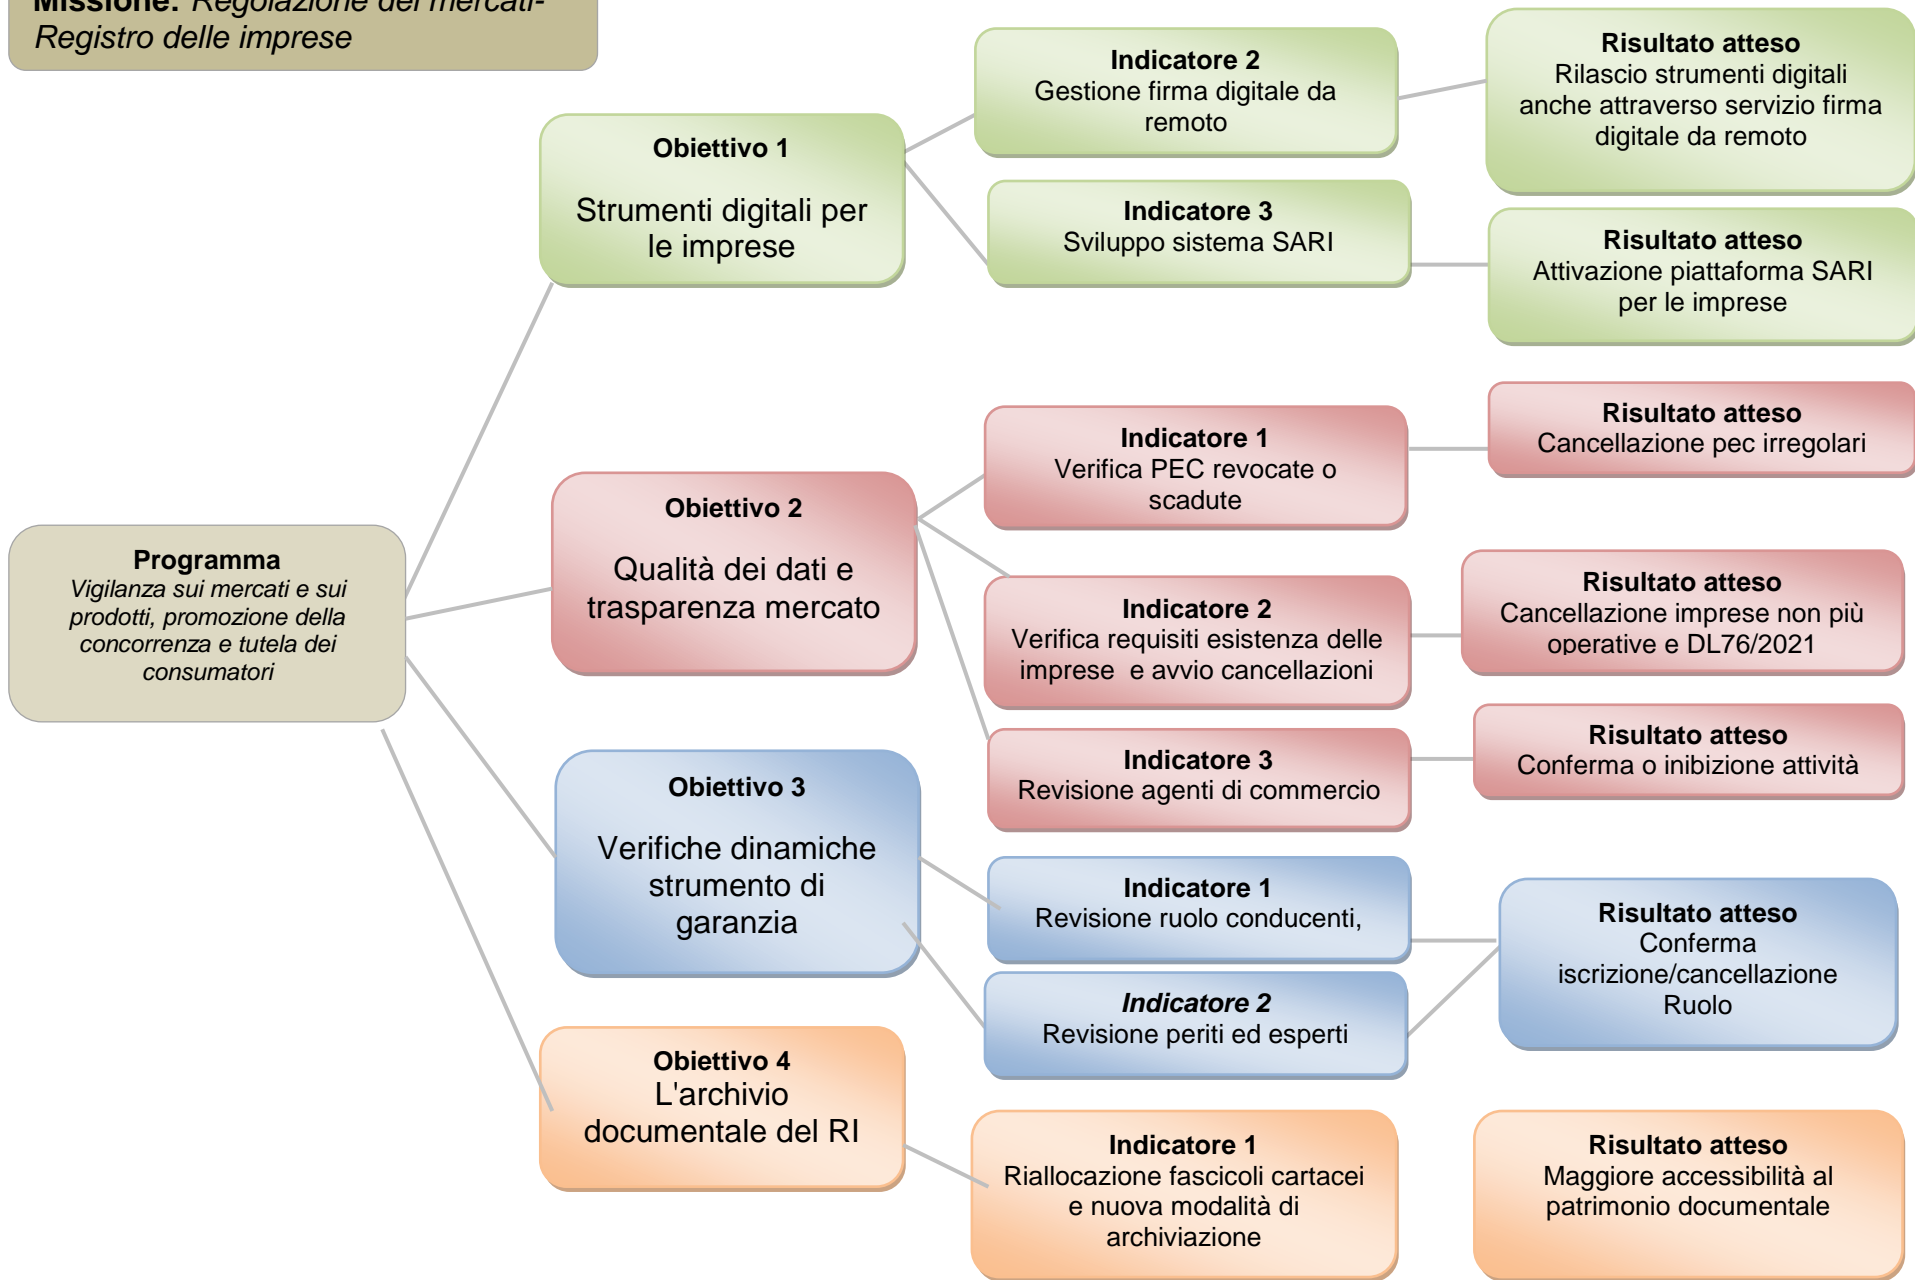 Missione: Regolazione dei mercati-
Registro delle imprese
Programma
Vigilanza sui mercati e sui
prodotti, promozione della
concorrenza e tutela dei
consumatori
Obiettivo 1
Strumenti digitali per
le imprese
Indicatore 2
Gestione firma digitale da
remoto
Risultato atteso
Rilascio strumenti digitali
anche attraverso servizio firma
digitale da remoto
Indicatore 3
Sviluppo sistema SARI
Risultato atteso
Attivazione piattaforma SARI
per le imprese
Obiettivo 2
Qualità dei dati e
trasparenza mercato
Indicatore 1
Verifica PEC revocate o
scadute
Risultato atteso
Cancellazione pec irregolari
Indicatore 2
Verifica requisiti esistenza delle
imprese  e avvio cancellazioni
Risultato atteso
Cancellazione imprese non più
operative e DL76/2021
Indicatore 3
Revisione agenti di commercio
Risultato atteso
Conferma o inibizione attività
Obiettivo 3
Verifiche dinamiche
strumento di
garanzia
Indicatore 1
Revisione ruolo conducenti,
Indicatore 2
Revisione periti ed esperti
Risultato atteso
Conferma
iscrizione/cancellazione
Ruolo
Obiettivo 4
L'archivio
documentale del RI
Indicatore 1
Riallocazione fascicoli cartacei
e nuova modalità di
archiviazione
Risultato atteso
Maggiore accessibilità al
patrimonio documentale